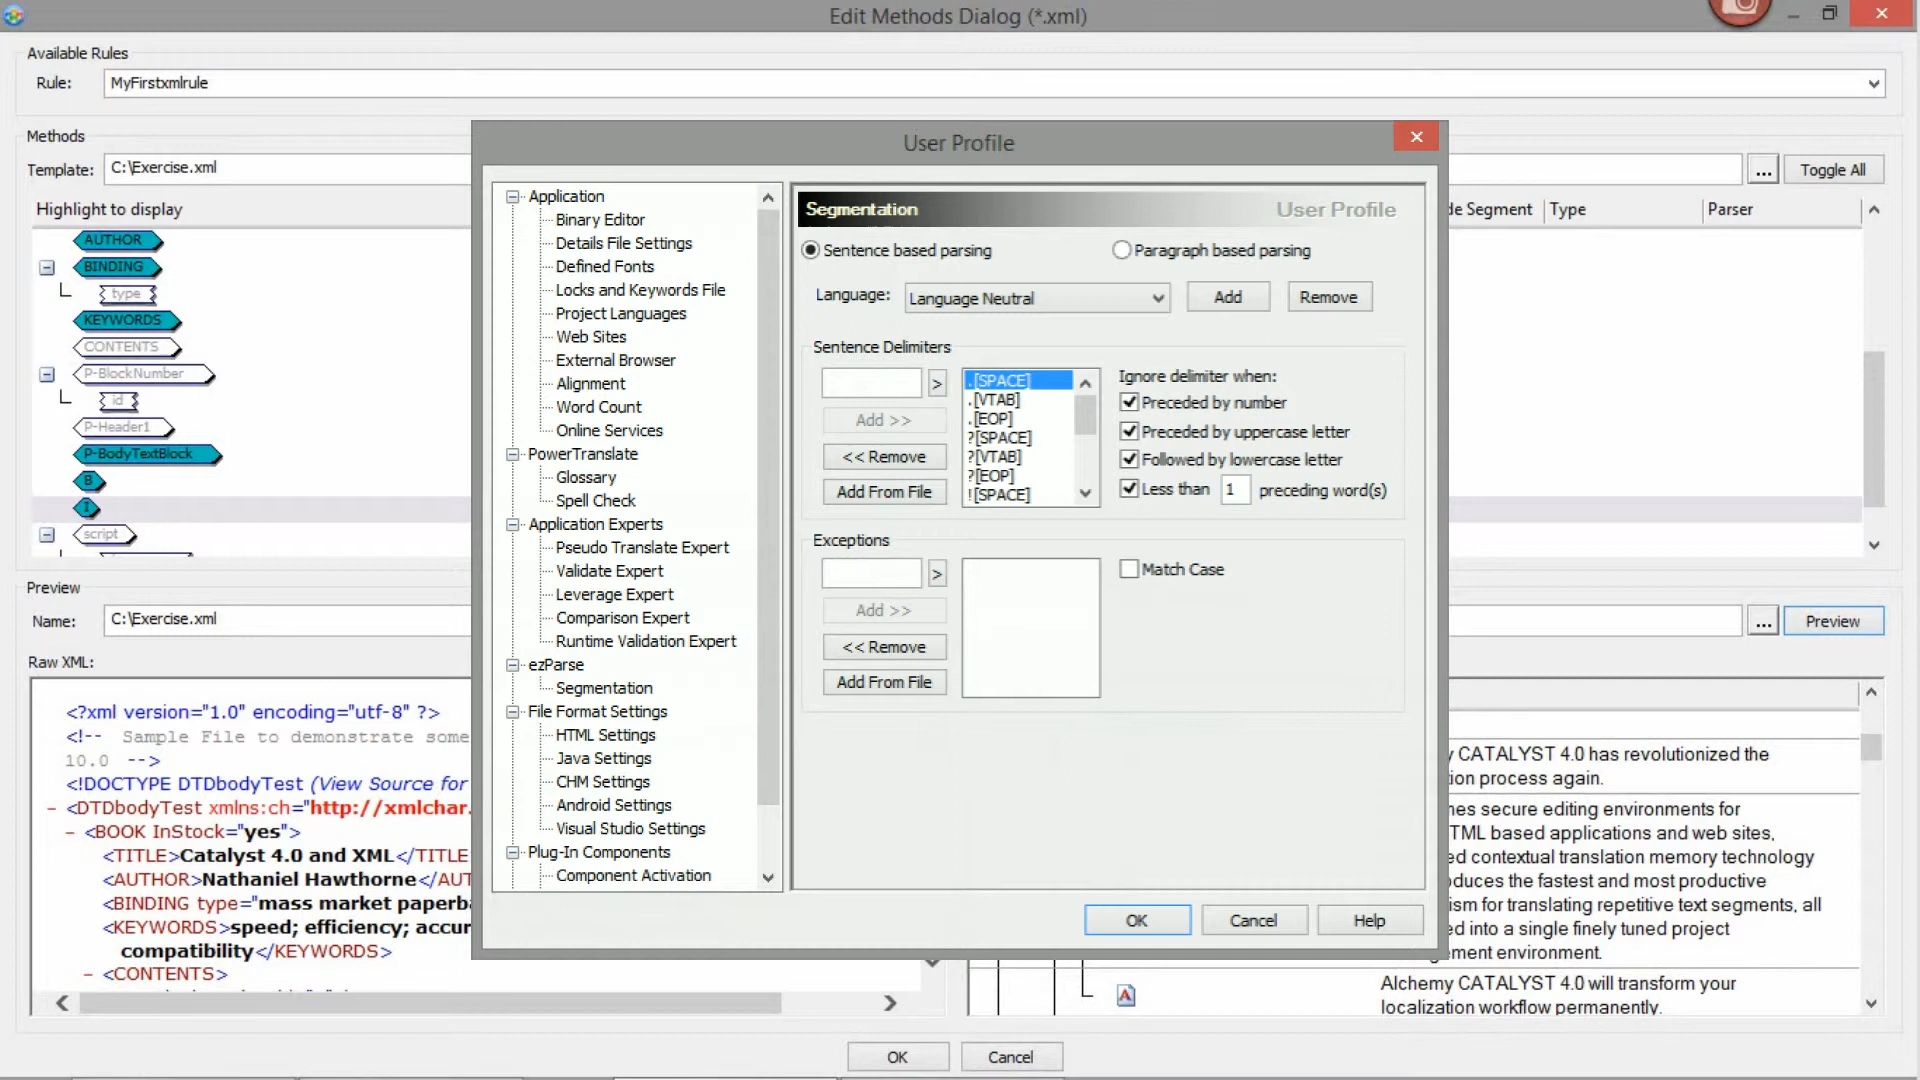 Edit Methods Dialog (*.xml)
Available Rules
Rule: MyFirstxmlrule
Methods
Template: C:\Exercise.xml
... Toggle All
Highlight to display
Segment Type Parser
AUTHOR
BINDING
type
KEYWORDS
CONTENTS
P-BlockNumber
id
P-Header1
P-BodyTextBlock
B
I
script
Preview
Name: C:\Exercise.xml
... Preview
Raw XML:
<?xml version="1.0" encoding="utf-8" ?>
<!-- Sample File to demonstrate some
10.0 -->
<!DOCTYPE DTDbodyTest (View Source for
− <DTDbodyTest xmlns:ch="http://xmlchar.
− <BOOK InStock="yes">
<TITLE>Catalyst 4.0 and XML</TITLE
<AUTHOR>Nathaniel Hawthorne</AUT
<BINDING type="mass market paperba
<KEYWORDS>speed; efficiency; accur
compatibility</KEYWORDS>
− <CONTENTS>
User Profile
Application
Binary Editor
Details File Settings
Defined Fonts
Locks and Keywords File
Project Languages
Web Sites
External Browser
Alignment
Word Count
Online Services
PowerTranslate
Glossary
Spell Check
Application Experts
Pseudo Translate Expert
Validate Expert
Leverage Expert
Comparison Expert
Runtime Validation Expert
ezParse
Segmentation
File Format Settings
HTML Settings
Java Settings
CHM Settings
Android Settings
Visual Studio Settings
Plug-In Components
Component Activation
Segmentation User Profile
Sentence based parsing Paragraph based parsing
Language: Language Neutral Add Remove
Sentence Delimiters
>
Add >>
<< Remove
Add From File
.[SPACE]
.[VTAB]
.[EOP]
?[SPACE]
?[VTAB]
?[EOP]
![SPACE]
Ignore delimiter when:
Preceded by number
Preceded by uppercase letter
Followed by lowercase letter
Less than 1 preceding word(s)
Exceptions
>
Add >>
<< Remove
Add From File
Match Case
OK Cancel Help
CATALYST 4.0 has revolutionized the
process again.
secure editing environments for
based applications and web sites,
contextual translation memory technology
the fastest and most productive
for translating repetitive text segments, all
into a single finely tuned project
environment.
Alchemy CATALYST 4.0 will transform your
localization workflow permanently.
OK Cancel